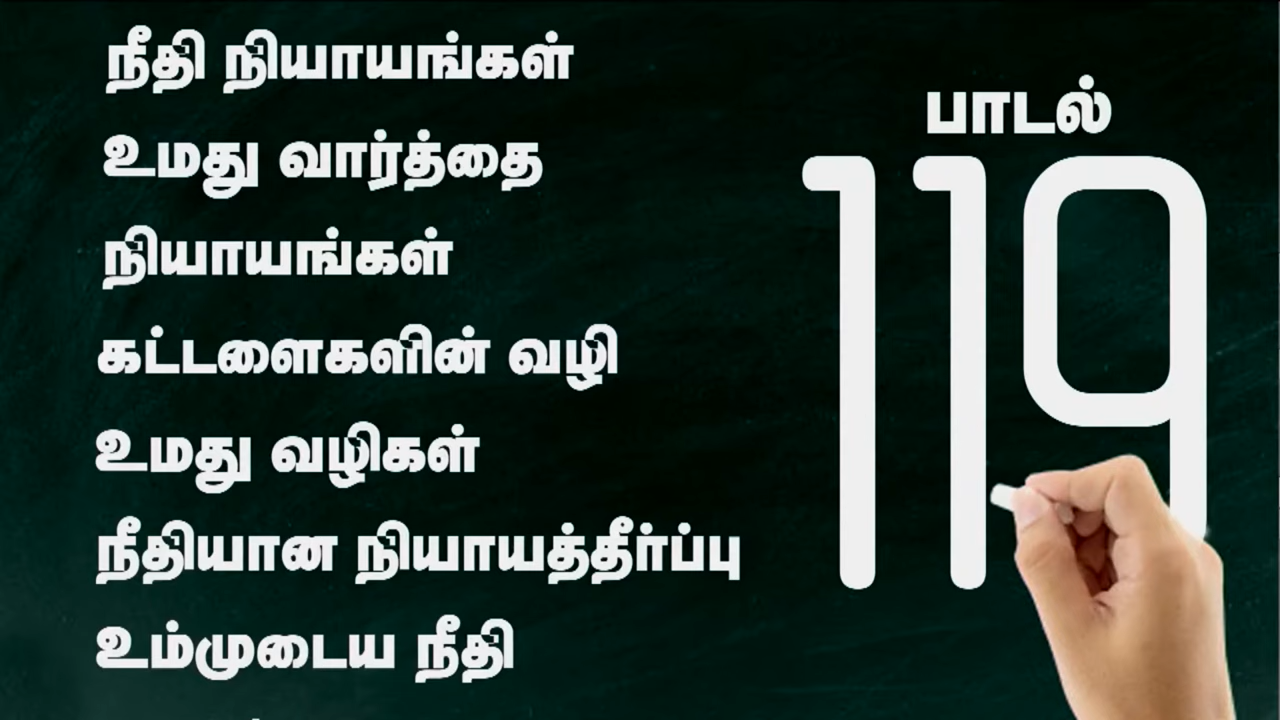 நீதி நியாயங்கள்
உமது வார்த்தை
நியாயங்கள்
கட்டளைகளின் வழி
உமது வழிகள்
நீதியான நியாயத்தீர்ப்பு
உம்முடைய நீதி
பாடல்
119